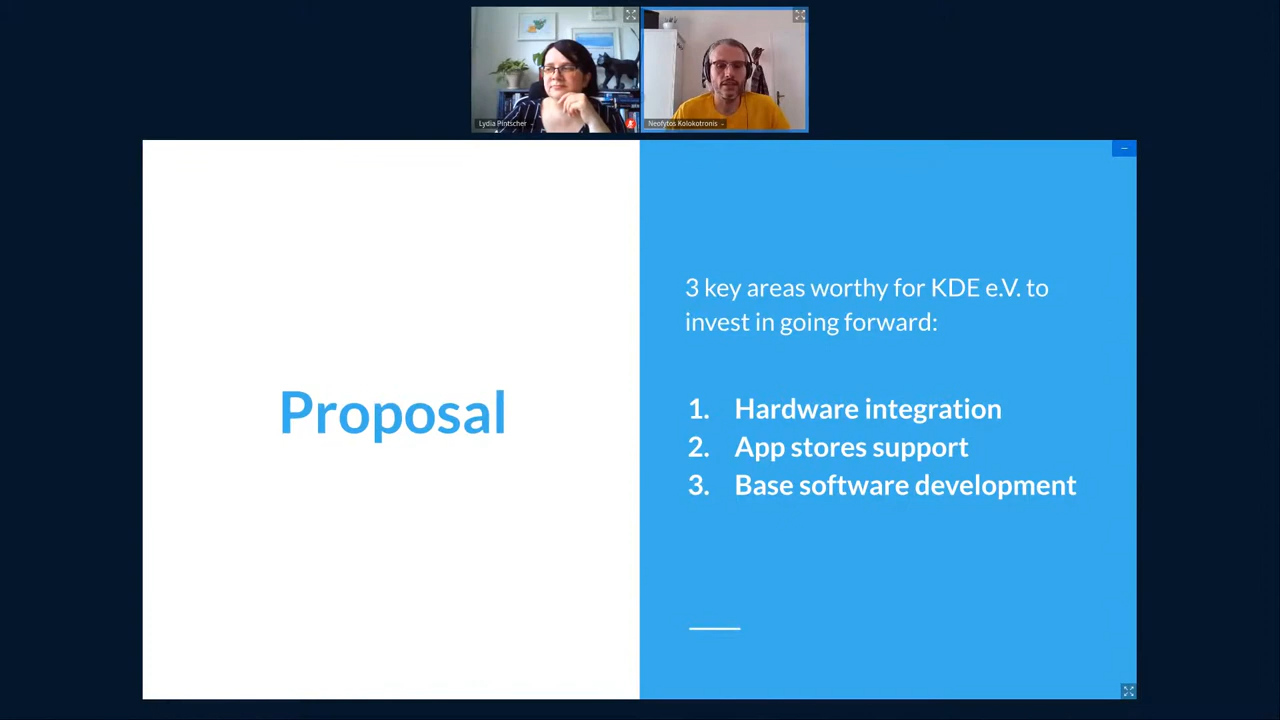 Lydia Pintscher
Neofytos Kolokotronis
Proposal
3 key areas worthy for KDE e.V. to
invest in going forward:
1. Hardware integration
2. App stores support
3. Base software development